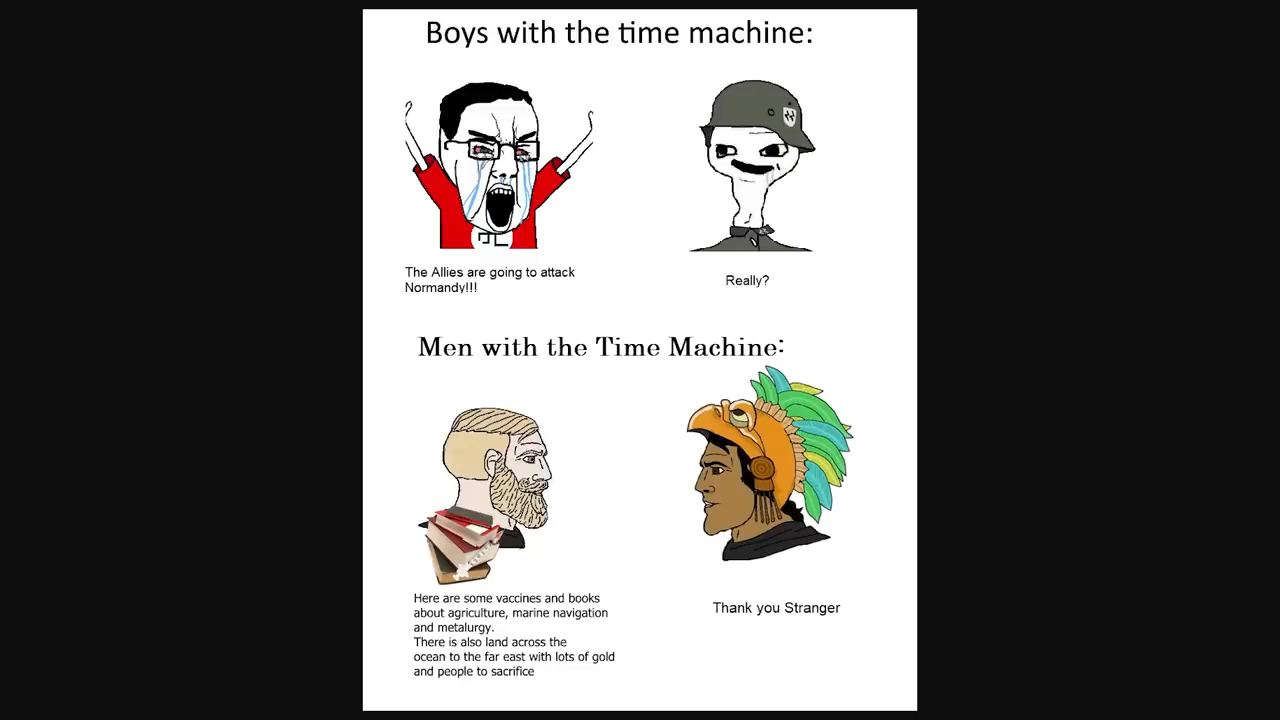 Boys with the time machine:
The Allies are going to attack
Normandy!!!
Really?
Men with the Time Machine:
Here are some vaccines and books
about agriculture, marine navigation
and metalurgy.
There is also land across the
ocean to the far east with lots of gold
and people to sacrifice
Thank you Stranger